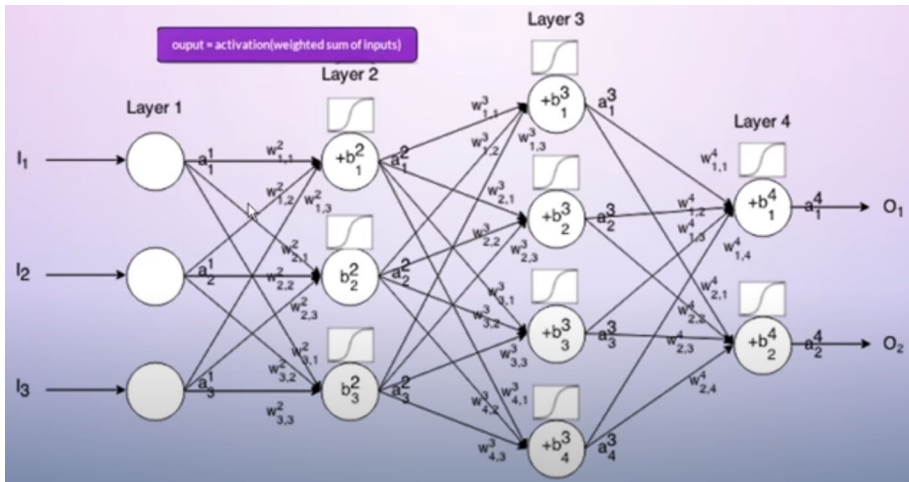 Layer 3
ouput = activation(weighted sum of inputs)
Layer 2
Layer 1
Layer 4
I₁
I₂
I₃
a¹₁
a¹₂
a¹₃
w²₁,₁
w²₁,₂
w²₁,₃
w²₂,₁
w²₂,₂
w²₂,₃
w²₃,₁
w²₃,₂
w²₃,₃
+b²₁
b²₂
b²₃
a²₁
a²₂
a²₃
w³₁,₁
w³₁,₂
w³₁,₃
w³₂,₁
w³₂,₂
w³₂,₃
w³₃,₁
w³₃,₂
w³₃,₃
w³₄,₁
w³₄,₂
w³₄,₃
+b³₁
+b³₂
+b³₃
+b³₄
a³₁
a³₂
a³₃
a³₄
w⁴₁,₁
w⁴₁,₂
w⁴₁,₃
w⁴₁,₄
w⁴₂,₁
w⁴₂,₂
w⁴₂,₃
w⁴₂,₄
+b⁴₁
+b⁴₂
a⁴₁
a⁴₂
O₁
O₂